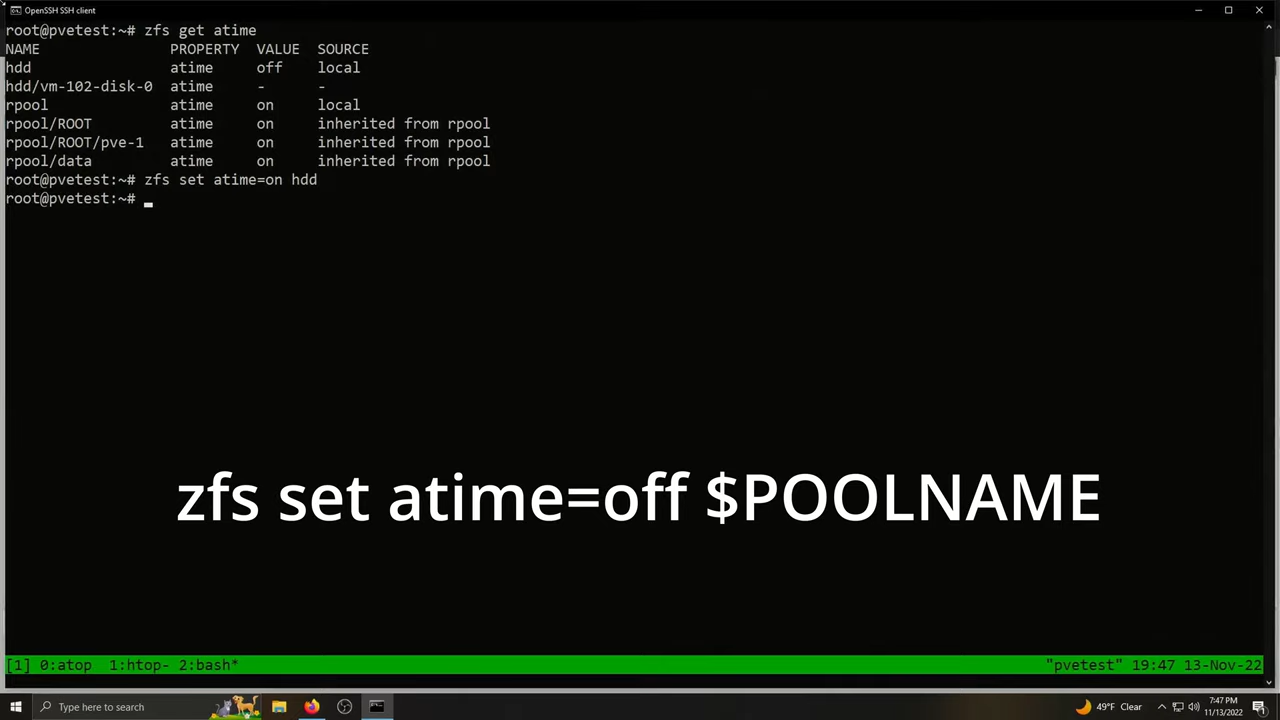 OpenSSH SSH client
root@pvetest:~# zfs get atime
NAME PROPERTY VALUE SOURCE
hdd atime off local
hdd/vm-102-disk-0 atime - -
rpool atime on local
rpool/ROOT atime on inherited from rpool
rpool/ROOT/pve-1 atime on inherited from rpool
rpool/data atime on inherited from rpool
root@pvetest:~# zfs set atime=on hdd
root@pvetest:~#
zfs set atime=off $POOLNAME
[1] 0:atop 1:htop- 2:bash* "pvetest" 19:47 13-Nov-22
Type here to search
49°F Clear
7:47 PM
11/13/2022